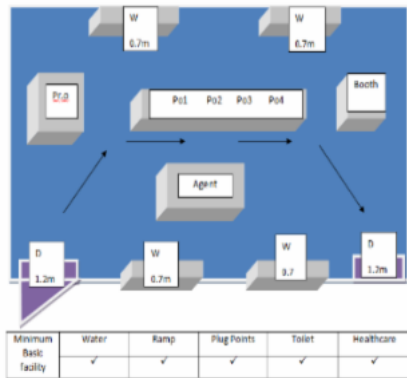 W
0.7m
W
0.7m
Pr.o
Po1 Po2 Po3 Po4
Booth
Agent
D
1.2m
W
0.7m
W
0.7
D
1.2m
Minimum Basic facility Water Ramp Plug Points Toilet Healthcare
✓ ✓ ✓ ✓ ✓